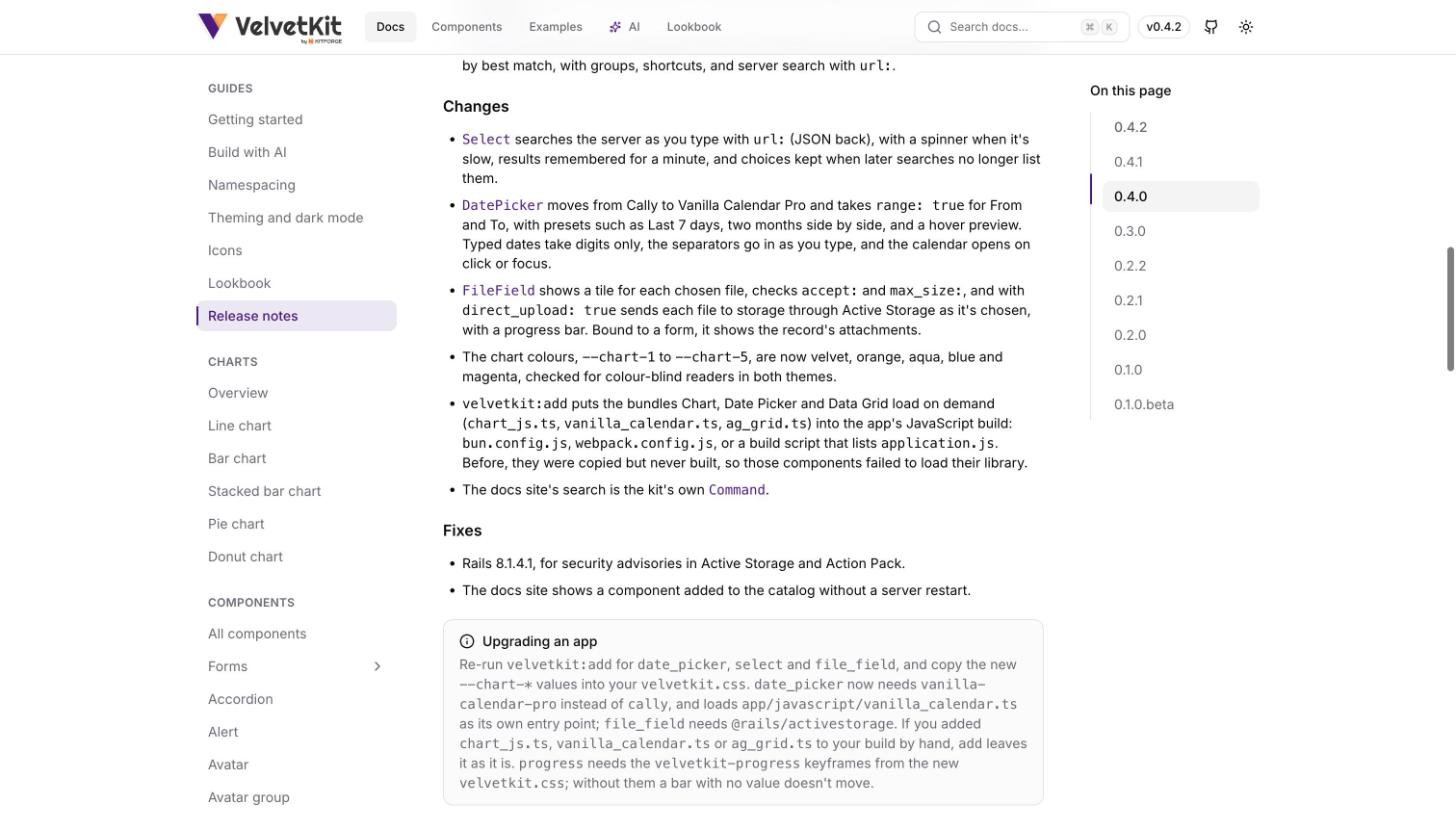 VelvetKit
by KITFORGE
Docs
Components
Examples
AI
Lookbook
Search docs...
⌘ K
v0.4.2
GUIDES
Getting started
Build with AI
Namespacing
Theming and dark mode
Icons
Lookbook
Release notes
CHARTS
Overview
Line chart
Bar chart
Stacked bar chart
Pie chart
Donut chart
COMPONENTS
All components
Forms
Accordion
Alert
Avatar
Avatar group
by best match, with groups, shortcuts, and server search with url:.
Changes
• Select searches the server as you type with url: (JSON back), with a spinner when it's
slow, results remembered for a minute, and choices kept when later searches no longer list
them.
• DatePicker moves from Cally to Vanilla Calendar Pro and takes range: true for From
and To, with presets such as Last 7 days, two months side by side, and a hover preview.
Typed dates take digits only, the separators go in as you type, and the calendar opens on
click or focus.
• FileField shows a tile for each chosen file, checks accept: and max_size:, and with
direct_upload: true sends each file to storage through Active Storage as it's chosen,
with a progress bar. Bound to a form, it shows the record's attachments.
• The chart colours, --chart-1 to --chart-5, are now velvet, orange, aqua, blue and
magenta, checked for colour-blind readers in both themes.
• velvetkit:add puts the bundles Chart, Date Picker and Data Grid load on demand
(chart_js.ts, vanilla_calendar.ts, ag_grid.ts) into the app's JavaScript build:
bun.config.js, webpack.config.js, or a build script that lists application.js.
Before, they were copied but never built, so those components failed to load their library.
• The docs site's search is the kit's own Command.
Fixes
• Rails 8.1.4.1, for security advisories in Active Storage and Action Pack.
• The docs site shows a component added to the catalog without a server restart.
Upgrading an app
Re-run velvetkit:add for date_picker, select and file_field, and copy the new
--chart-* values into your velvetkit.css. date_picker now needs vanilla-
calendar-pro instead of cally, and loads app/javascript/vanilla_calendar.ts
as its own entry point; file_field needs @rails/activestorage. If you added
chart_js.ts, vanilla_calendar.ts or ag_grid.ts to your build by hand, add leaves
it as it is. progress needs the velvetkit-progress keyframes from the new
velvetkit.css; without them a bar with no value doesn't move.
On this page
0.4.2
0.4.1
0.4.0
0.3.0
0.2.2
0.2.1
0.2.0
0.1.0
0.1.0.beta